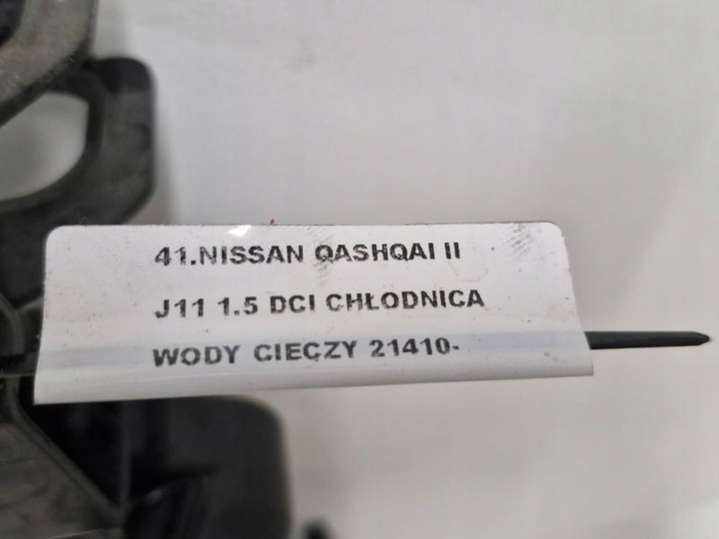 41.NISSAN QASHQAI II
J11 1.5 DCI CHŁODNICA
WODY CIECZY 21410-